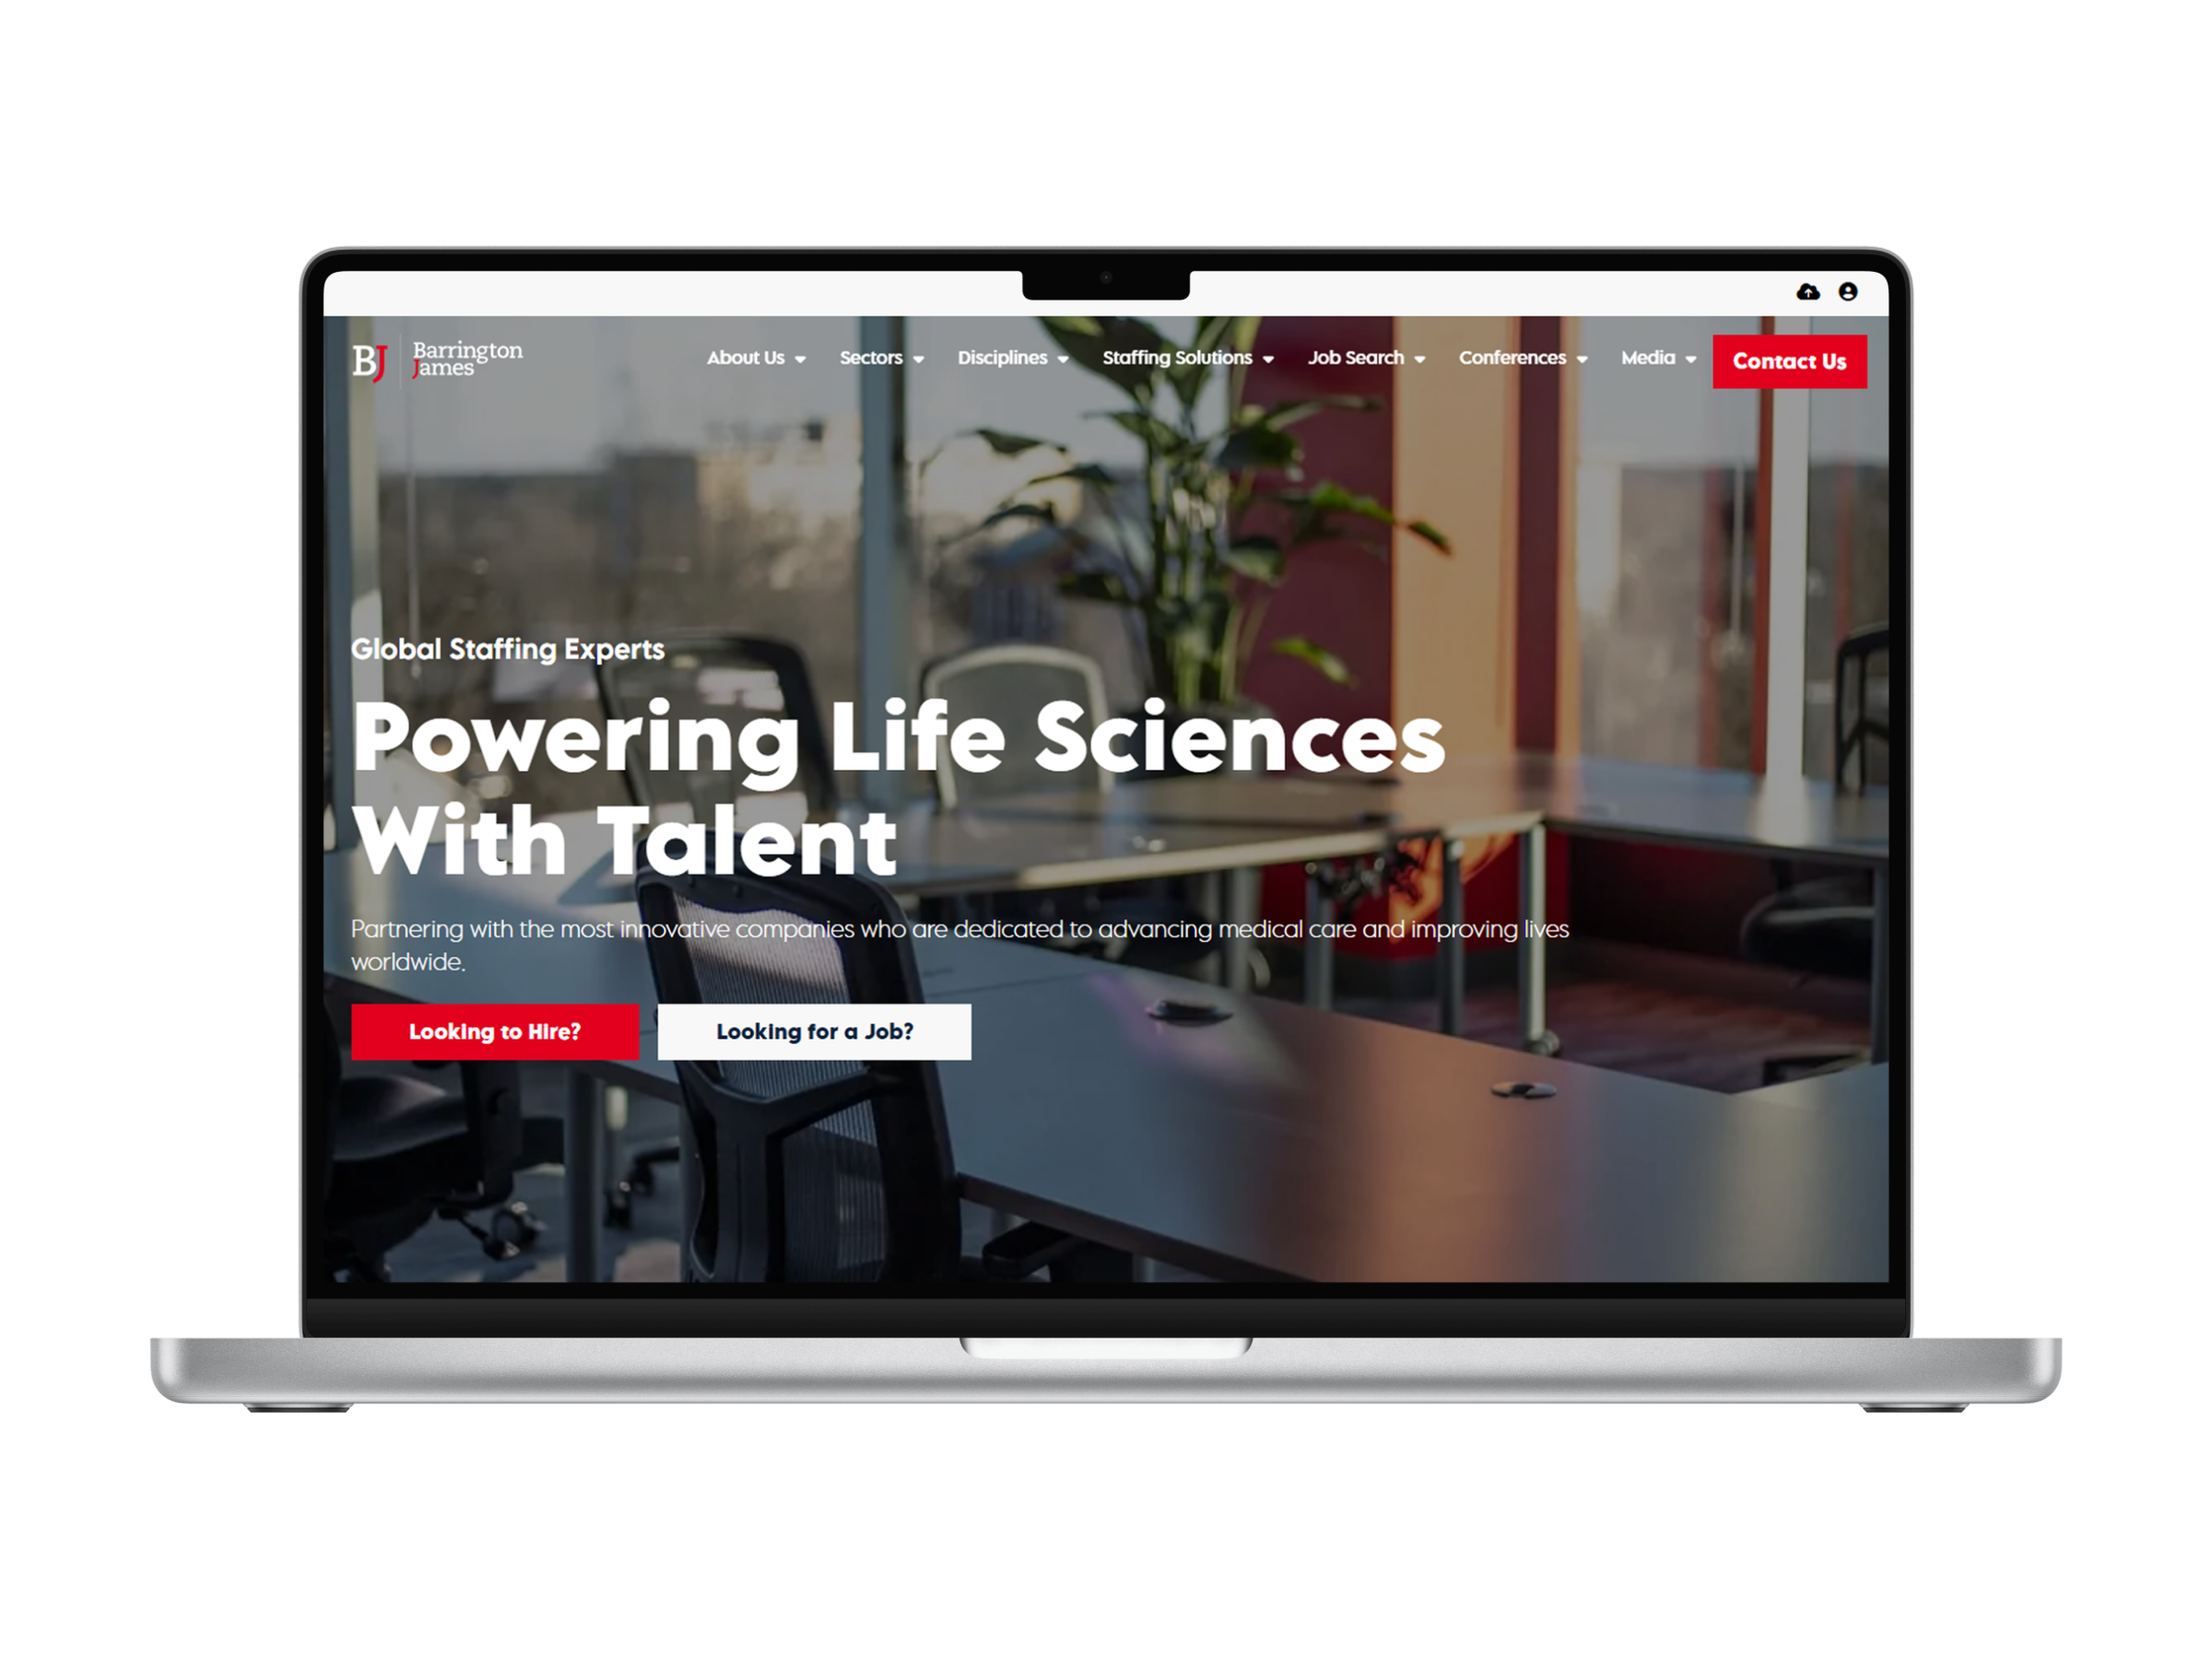 BJ
Barrington
James
About Us
Sectors
Disciplines
Staffing Solutions
Job Search
Conferences
Media
Contact Us
Global Staffing Experts
Powering Life Sciences
With Talent
Partnering with the most innovative companies who are dedicated to advancing medical care and improving lives
worldwide.
Looking to Hire?
Looking for a Job?